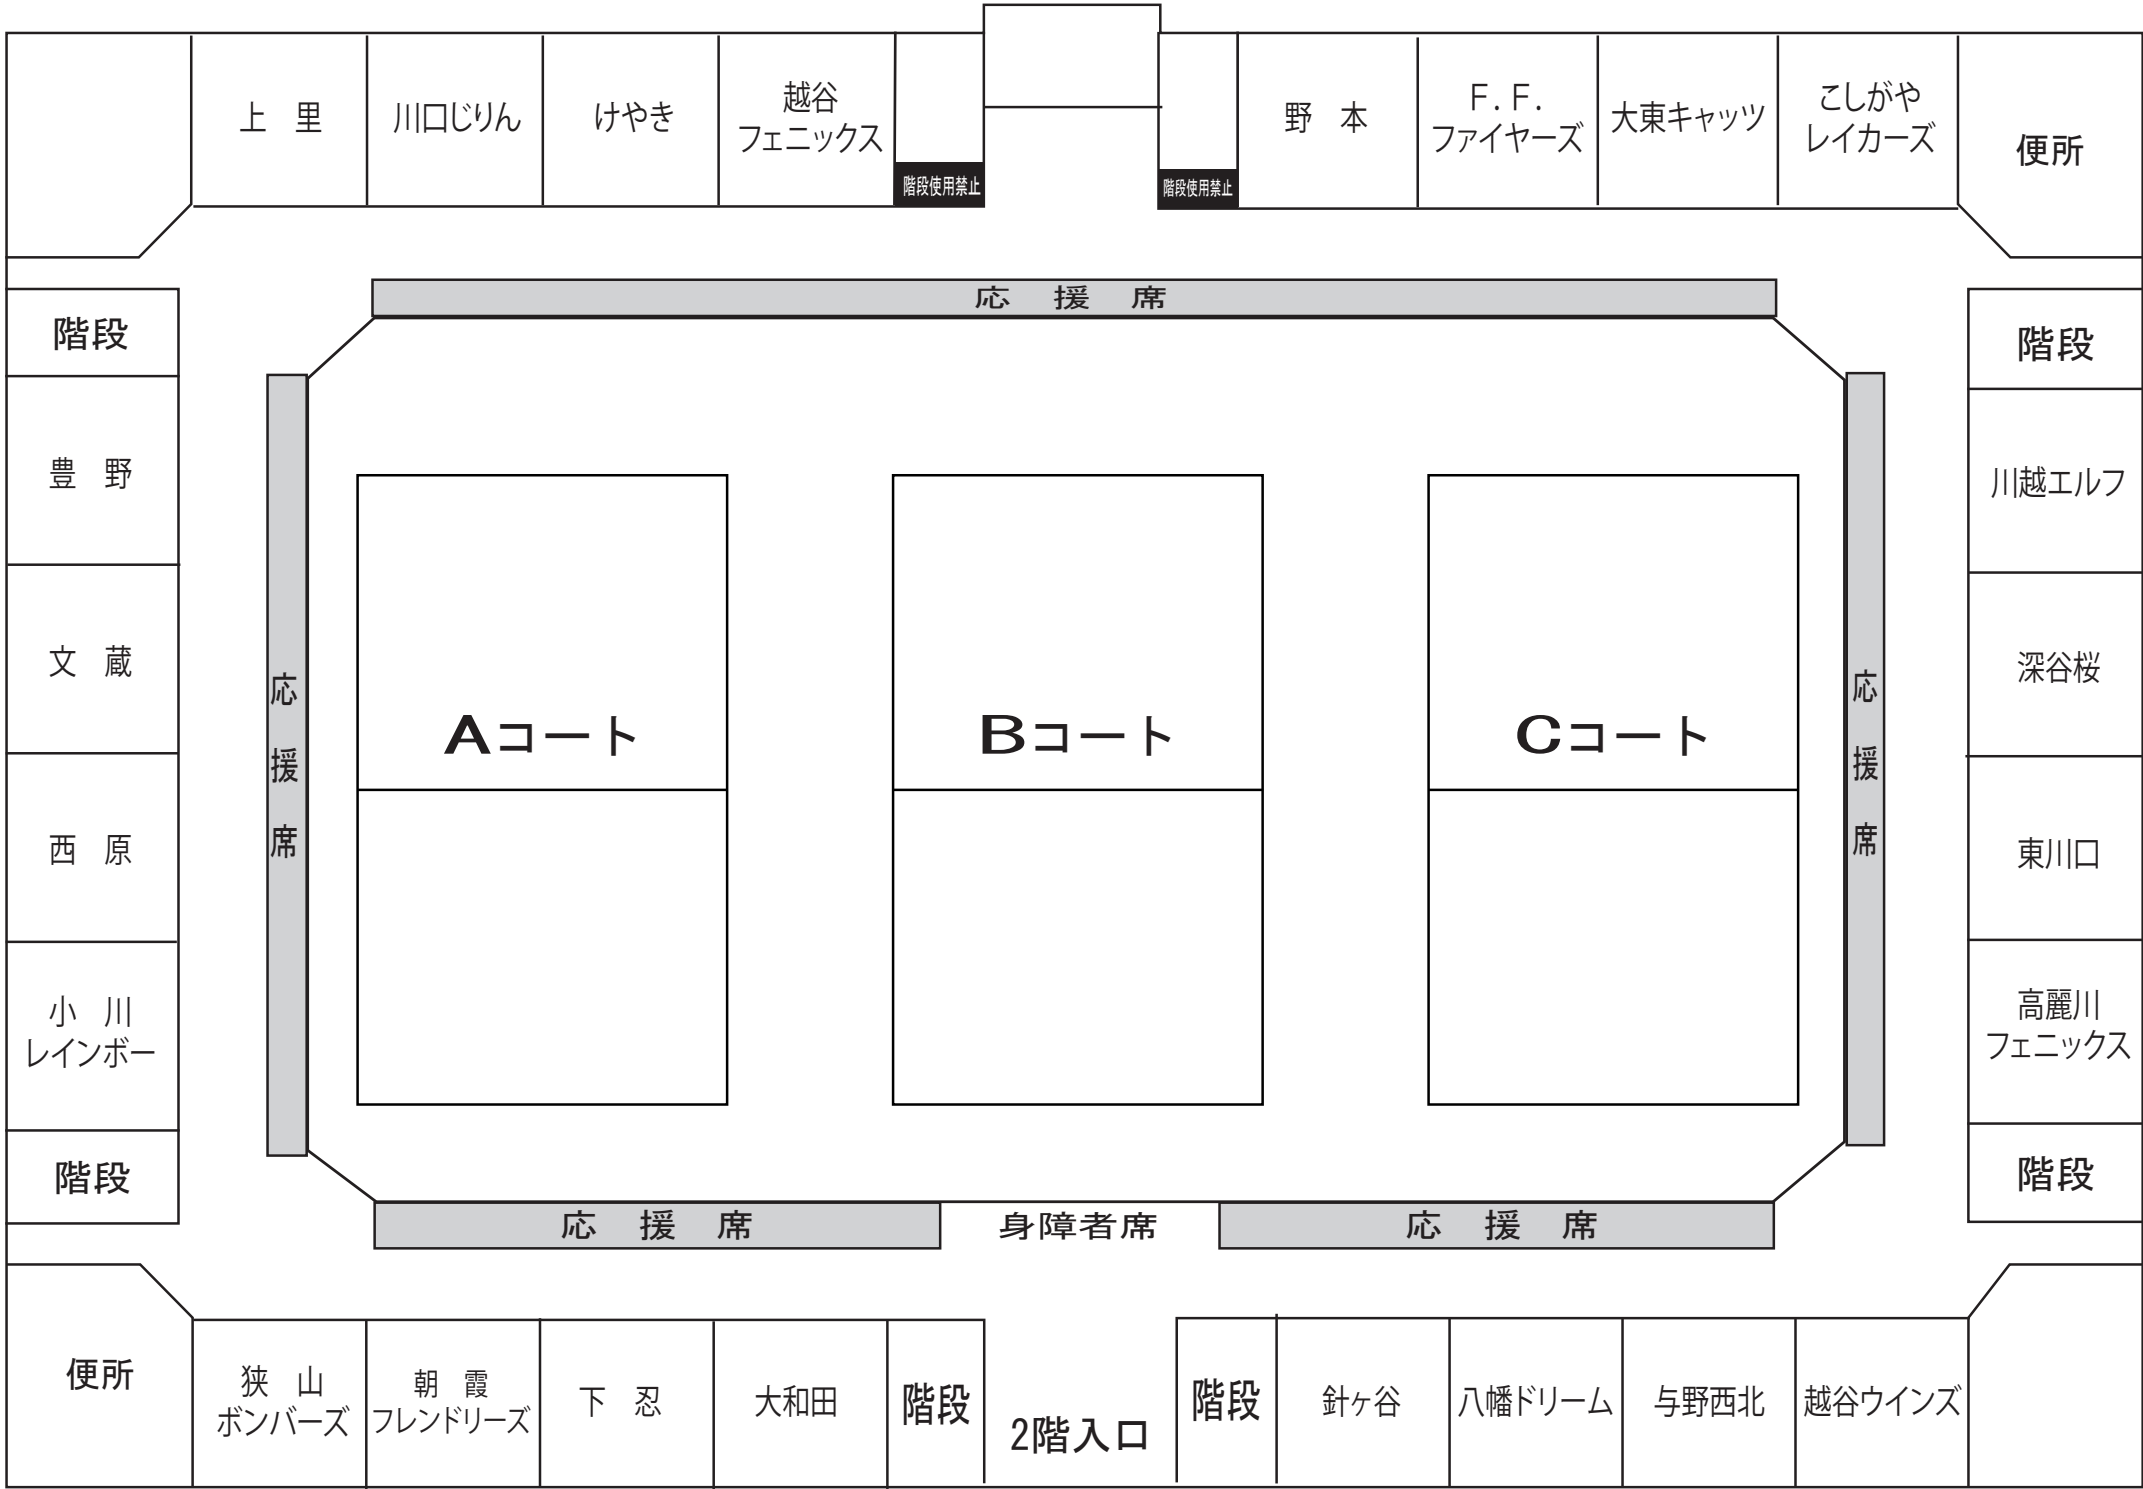 上　里
川口じりん
けやき
越谷
フェニックス
階段使用禁止
階段使用禁止
野　本
F．F．
ファイヤーズ
大東キャッツ
こしがや
レイカーズ
便所
応　援　席
階段
豊　野
文　蔵
西　原
小　川
レインボー
階段
応　援　席
Aコート
Bコート
Cコート
応　援　席
階段
川越エルフ
深谷桜
東川口
高麗川
フェニックス
階段
応　援　席
身障者席
応　援　席
便所
狭　山
ボンバーズ
朝　霞
フレンドリーズ
下　忍
大和田
階段
2階入口
階段
針ヶ谷
八幡ドリーム
与野西北
越谷ウインズ